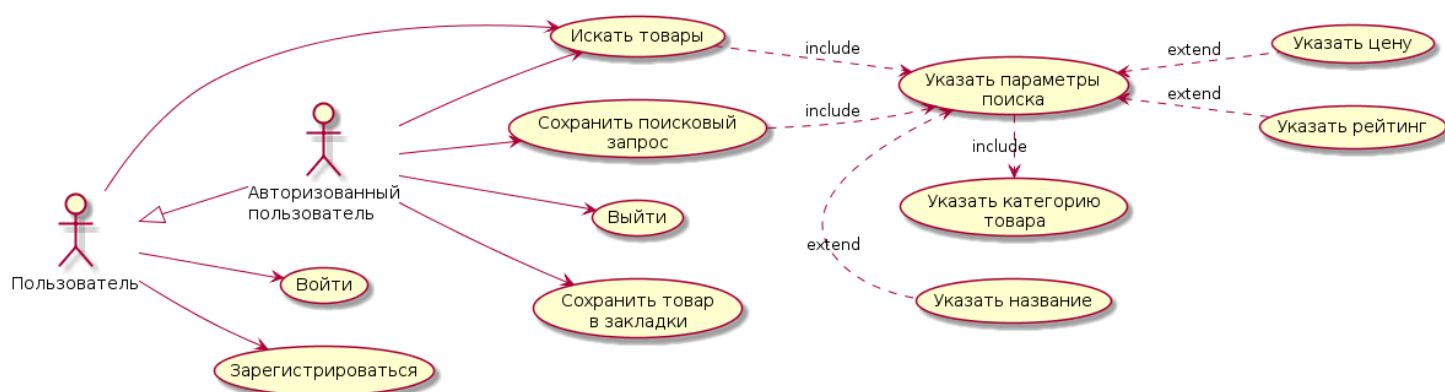 Искать товары
include
Указать параметры
поиска
extend
Указать цену
extend
Указать рейтинг
Сохранить поисковый
запрос
include
include
Авторизованный
пользователь
Указать категорию
товара
Выйти
extend
Пользователь
Войти
Сохранить товар
в закладки
Указать название
Зарегистрироваться